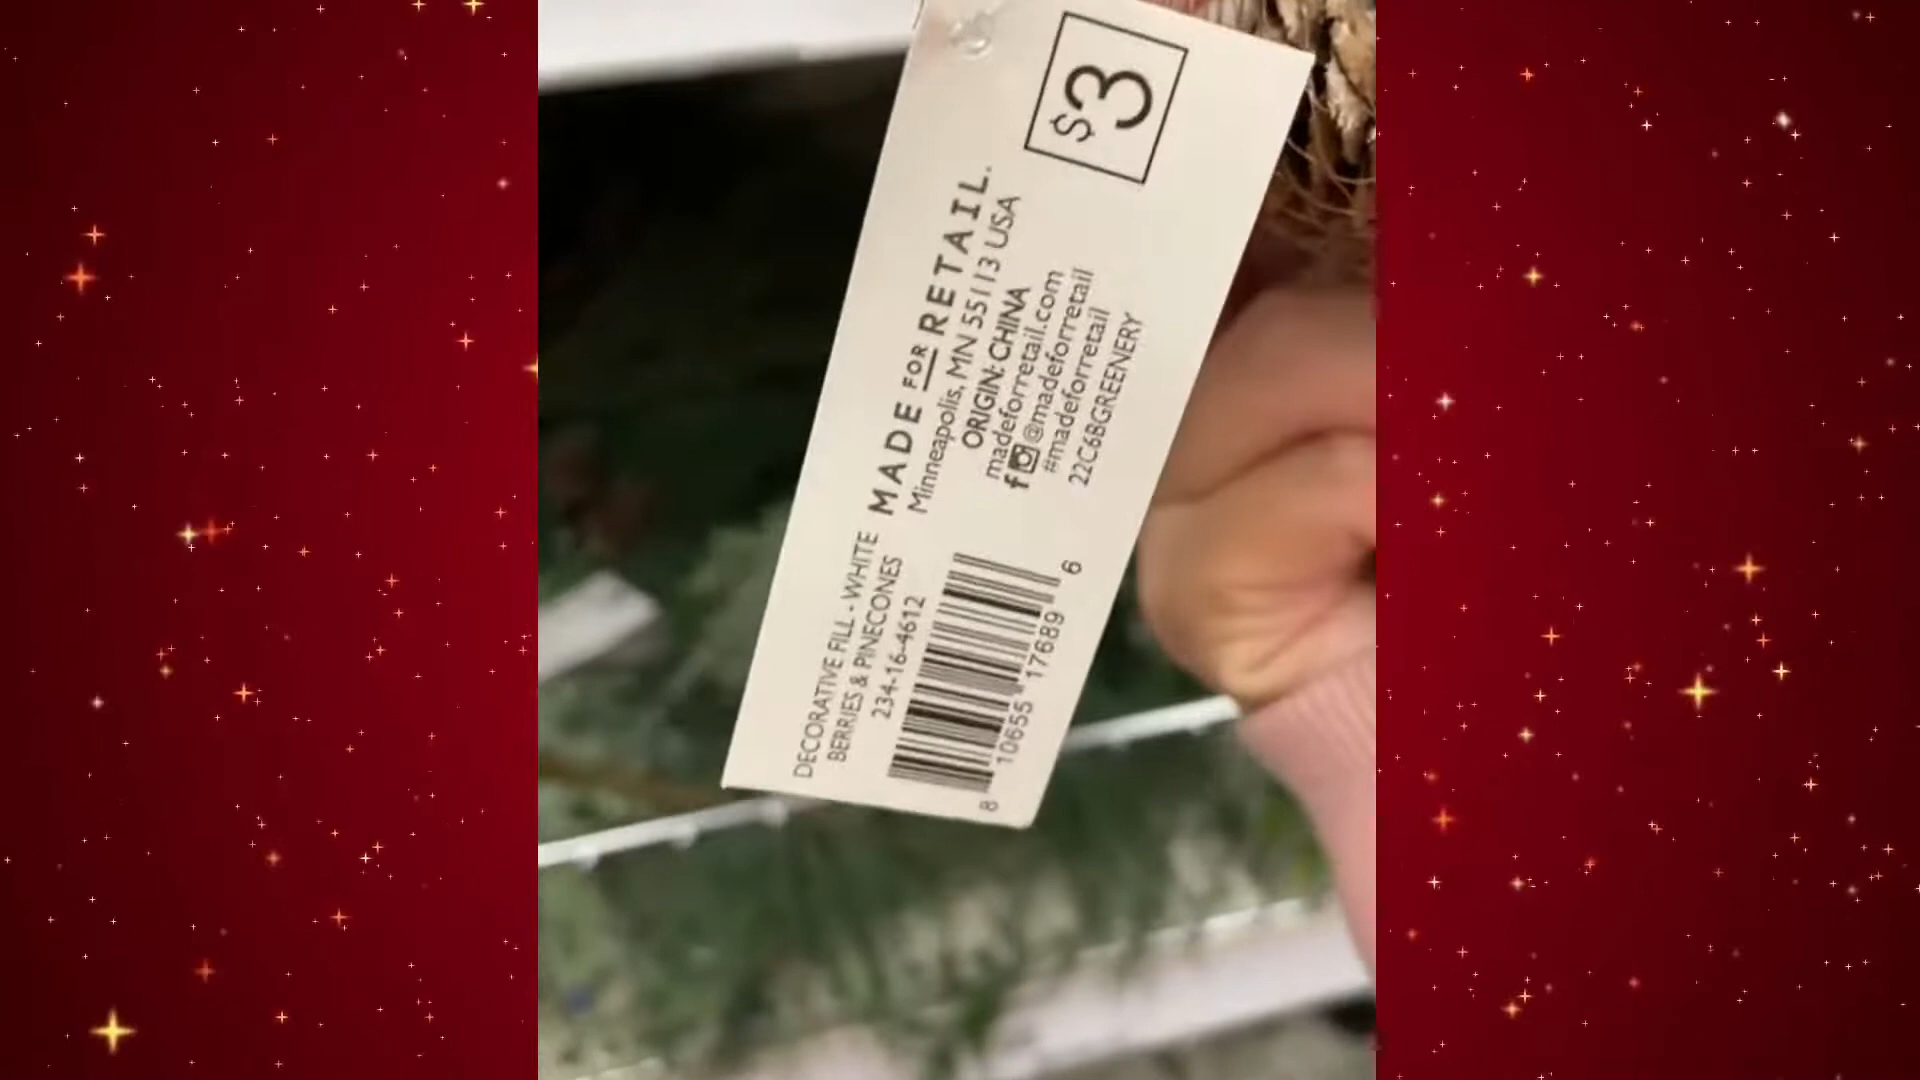 DECORATIVE FILL - WHITE
BERRIES & PINECONES
234-16-4612
8 10655 17689 6
MADE FOR RETAIL.
Minneapolis, MN 55113 USA
ORIGIN: CHINA
madeforretail.com
f @madeforretail
#madeforretail
22C6BGREENERY
$3